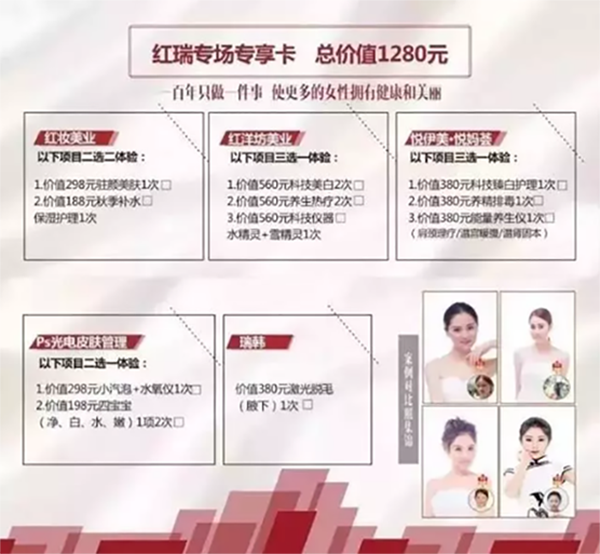 红瑞专场专享卡 总价值1280元
一百年只做一件事 使更多的女性拥有健康和美丽
红妆美业
以下项目二选二体验：
1.价值298元驻颜美肤1次□
2.价值188元秋季补水□
保湿护理1次
红洋坊美业
以下项目三选一体验：
1.价值560元科技美白2次□
2.价值560元养生热疗2次□
3.价值560元科技仪器□
水精灵+雪精灵1次
悦伊美·悦妈荟
以下项目三选一体验：
1.价值380元科技臻白护理1次□
2.价值380元养精排毒1次□
3.价值380元能量养生仪1次□
（肩颈理疗/温宫暖巢/温肾固本）
Ps光电皮肤管理
以下项目二选一体验：
1.价值298元小汽泡+水氧仪1次□
2.价值198元四宝宝
（净、白、水、嫩）1项2次□
瑞韩
价值380元激光脱毛
（腋下）1次 □
案例对比照集锦